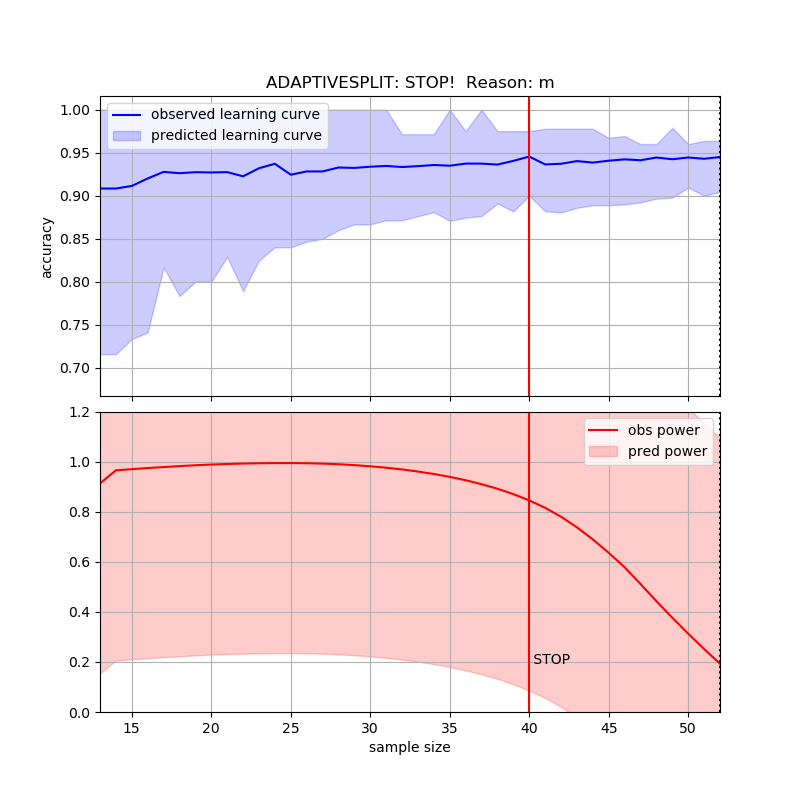 ADAPTIVESPLIT: STOP!  Reason: m
observed learning curve
predicted learning curve
1.00
0.95
0.90
0.85
0.80
0.75
0.70
accuracy
obs power
pred power
1.2
1.0
0.8
0.6
0.4
0.2
0.0
STOP
15 20 25 30 35 40 45 50
sample size